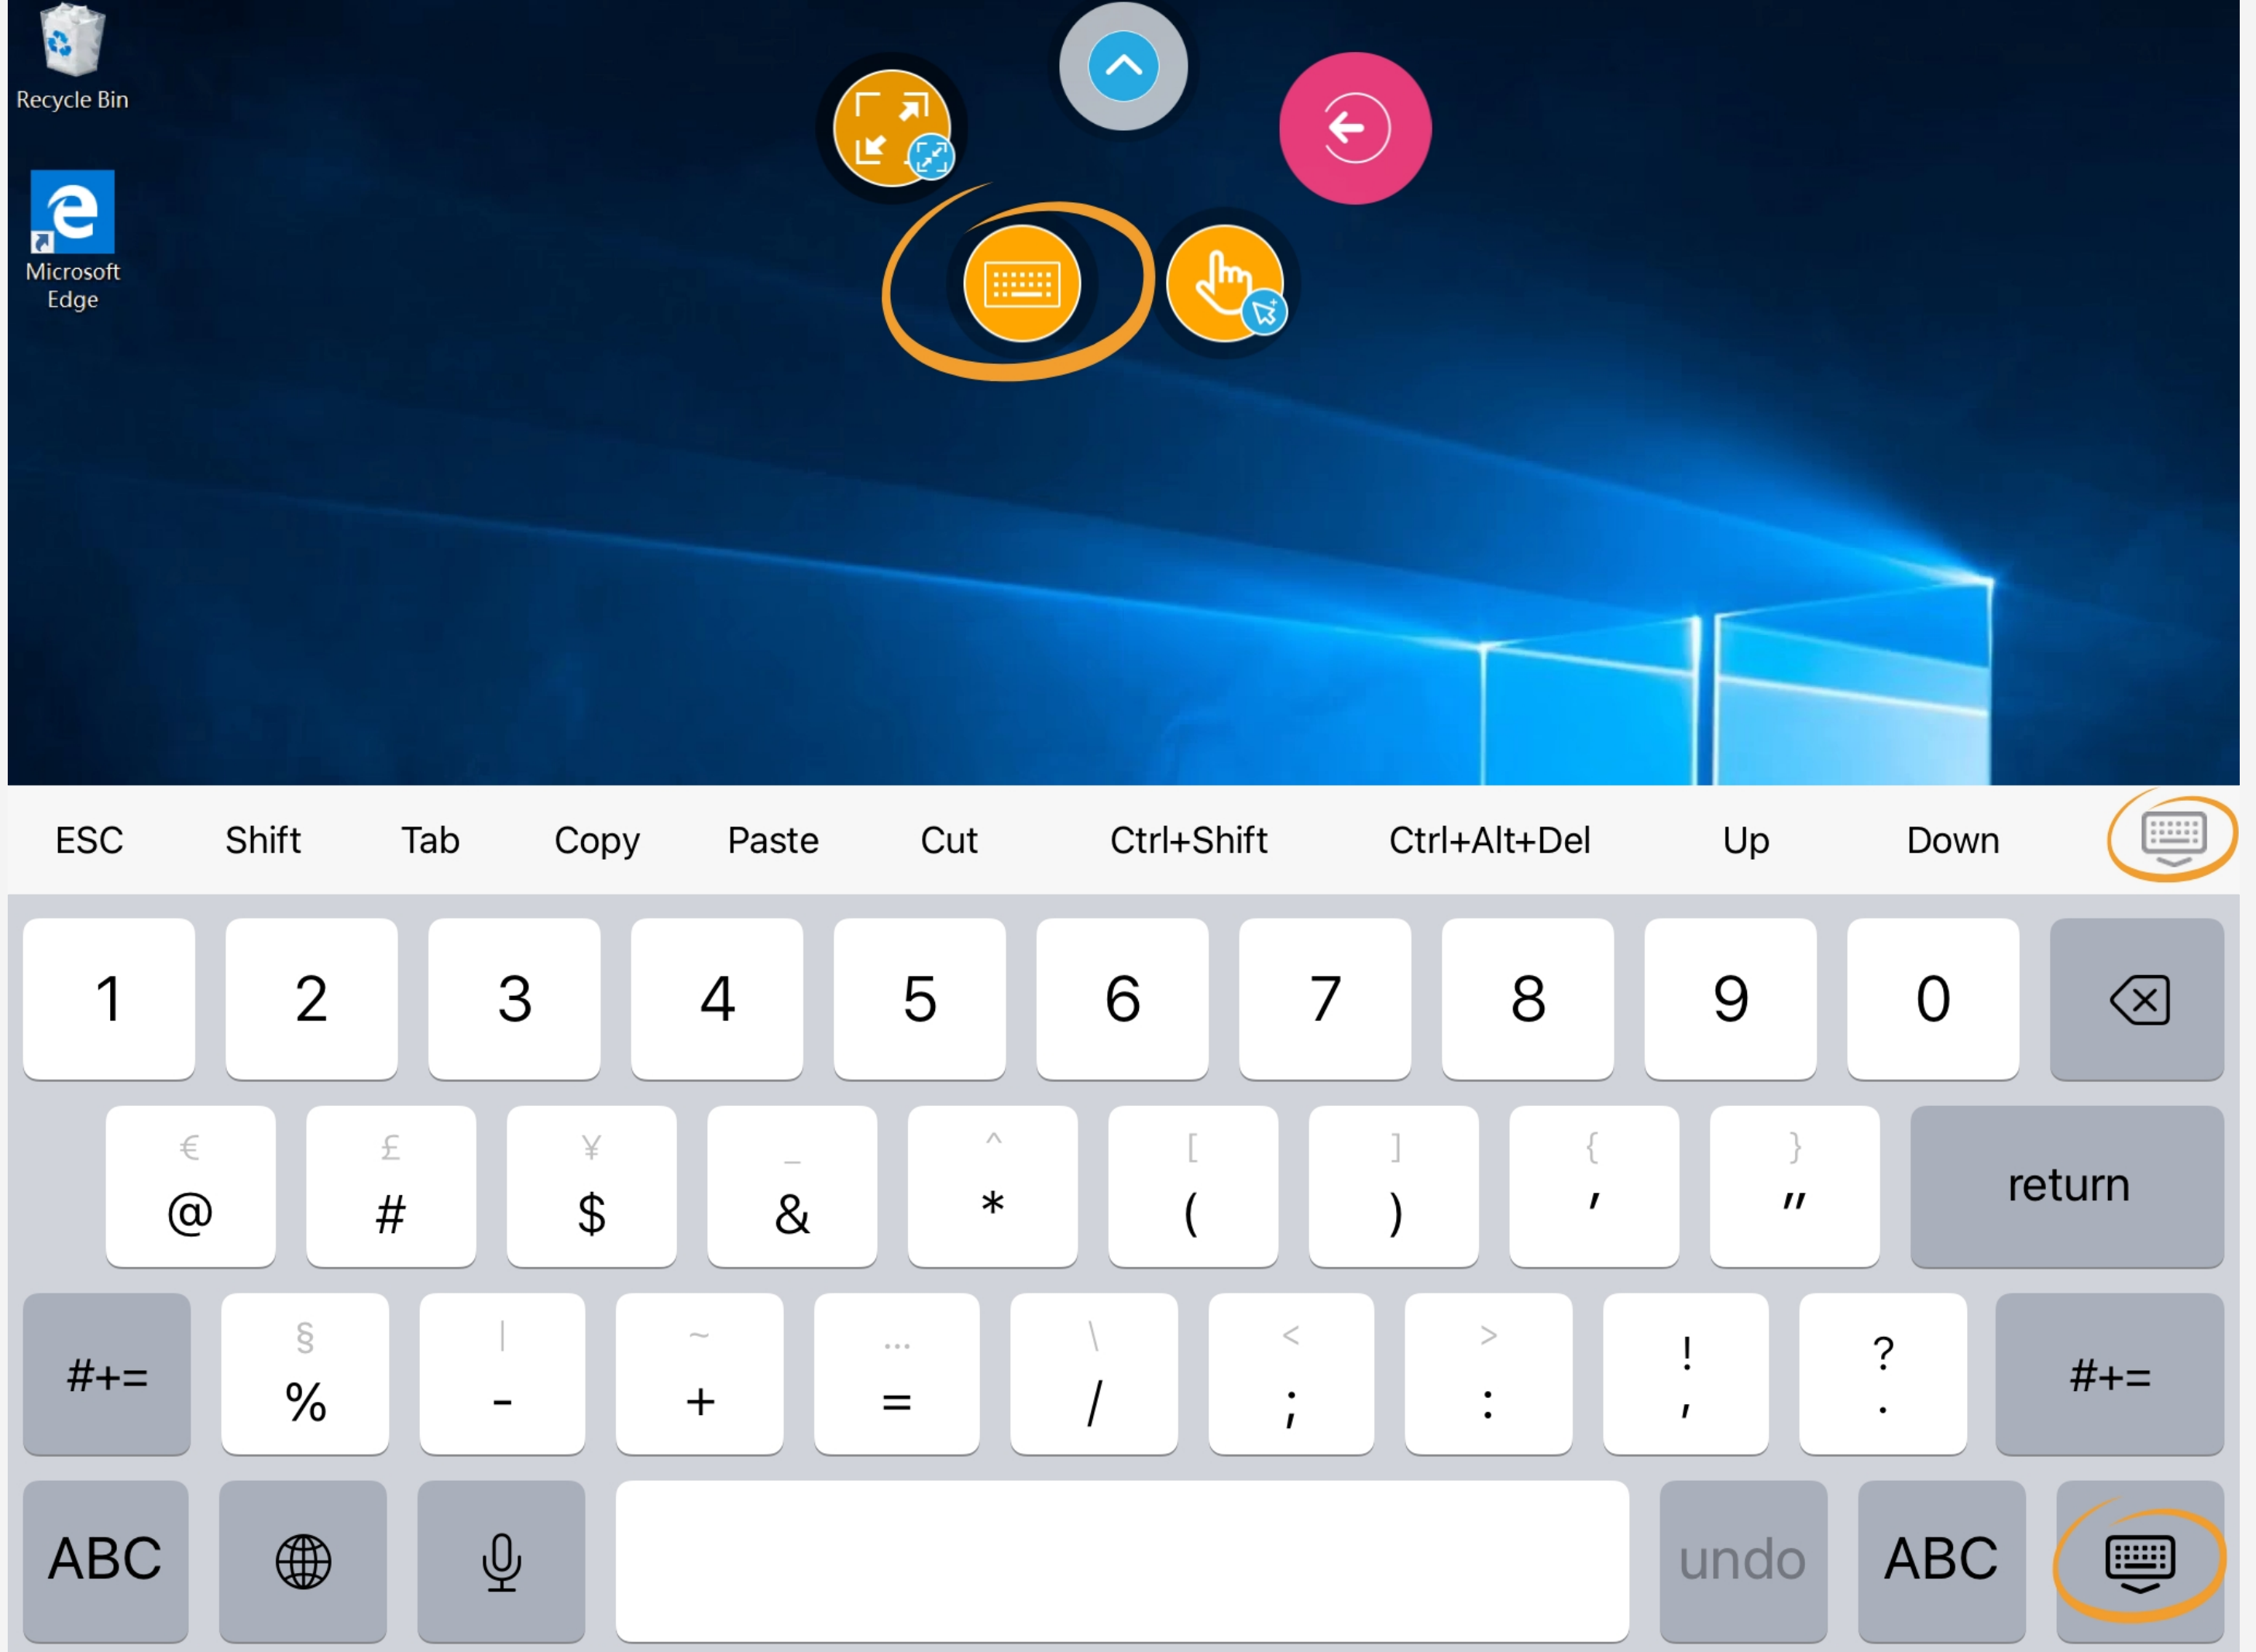 Recycle Bin
Microsoft
Edge
ESC Shift Tab Copy Paste Cut Ctrl+Shift Ctrl+Alt+Del Up Down
1 2 3 4 5 6 7 8 9 0
€ £ ¥ _ ^ [ ] { }
@ # $ & * ( ) ' " return
§ | ~ … \ < > ! ?
#+= % - + = / ; : , . #+=
ABC undo ABC